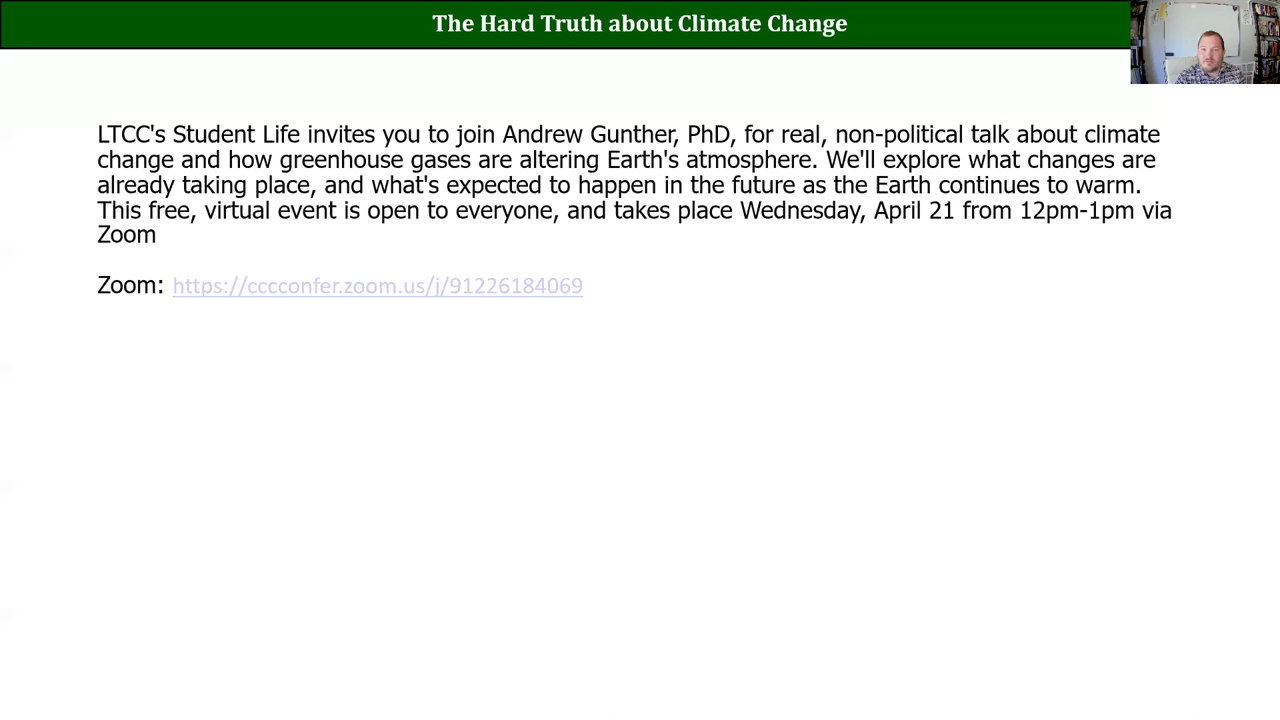 The Hard Truth about Climate Change
LTCC's Student Life invites you to join Andrew Gunther, PhD, for real, non-political talk about climate
change and how greenhouse gases are altering Earth's atmosphere. We'll explore what changes are
already taking place, and what's expected to happen in the future as the Earth continues to warm.
This free, virtual event is open to everyone, and takes place Wednesday, April 21 from 12pm-1pm via
Zoom
Zoom: https://cccconfer.zoom.us/j/91226184069